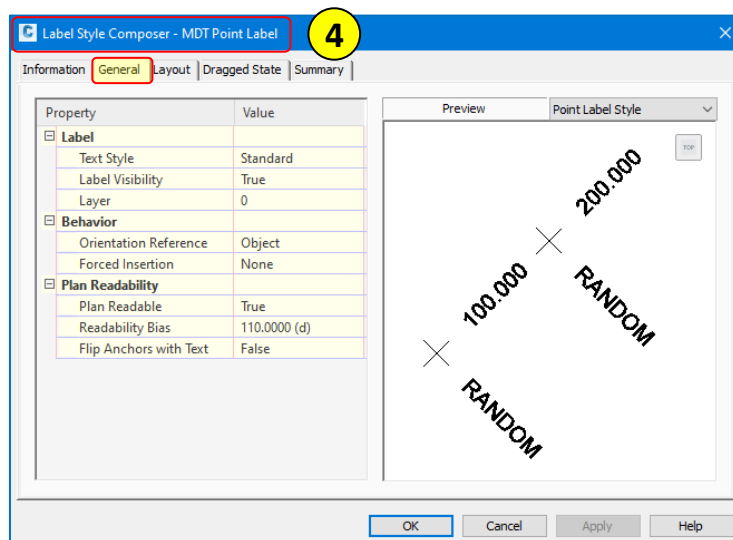 C Label Style Composer - MDT Point Label
4
Information General Layout Dragged State Summary
Property Value
Label
Text Style Standard
Label Visibility True
Layer 0
Behavior
Orientation Reference Object
Forced Insertion None
Plan Readability
Plan Readable True
Readability Bias 110.0000 (d)
Flip Anchors with Text False
Preview Point Label Style
TOP
200.000
RANDOM
100.000
RANDOM
OK Cancel Apply Help